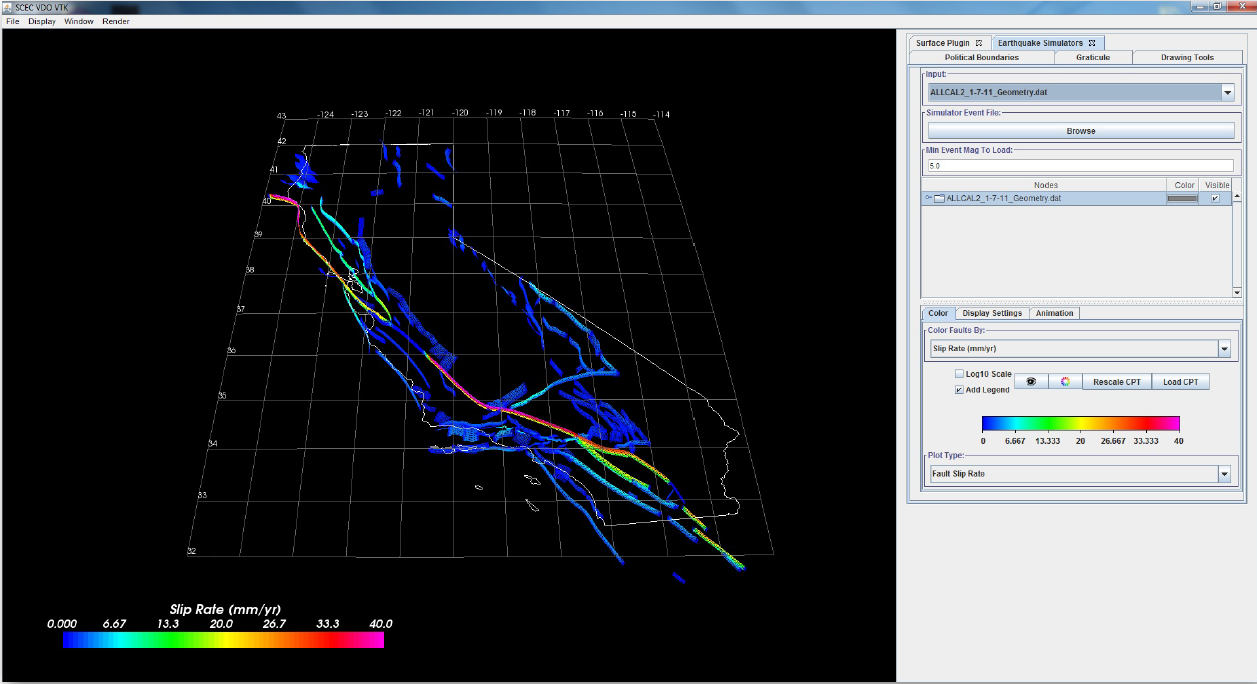 SCEC VDO VTK
File Display Window Render
Surface Plugin
Earthquake Simulators
Political Boundaries
Graticule
Drawing Tools
Input:
ALLCAL2_1-7-11_Geometry.dat
Simulator Event File:
Browse
Min Event Mag To Load:
5.0
Nodes Color Visible
ALLCAL2_1-7-11_Geometry.dat
Color Display Settings Animation
Color Faults By:
Slip Rate (mm/yr)
Log10 Scale
Add Legend
Rescale CPT
Load CPT
0 6.667 13.333 20 26.667 33.333 40
Plot Type:
Fault Slip Rate
43 -124 -123 -122 -121 -120 -119 -118 -117 -116 -115 -114
42
41
40
39
38
37
36
35
34
33
32
Slip Rate (mm/yr)
0.000 6.67 13.3 20.0 26.7 33.3 40.0